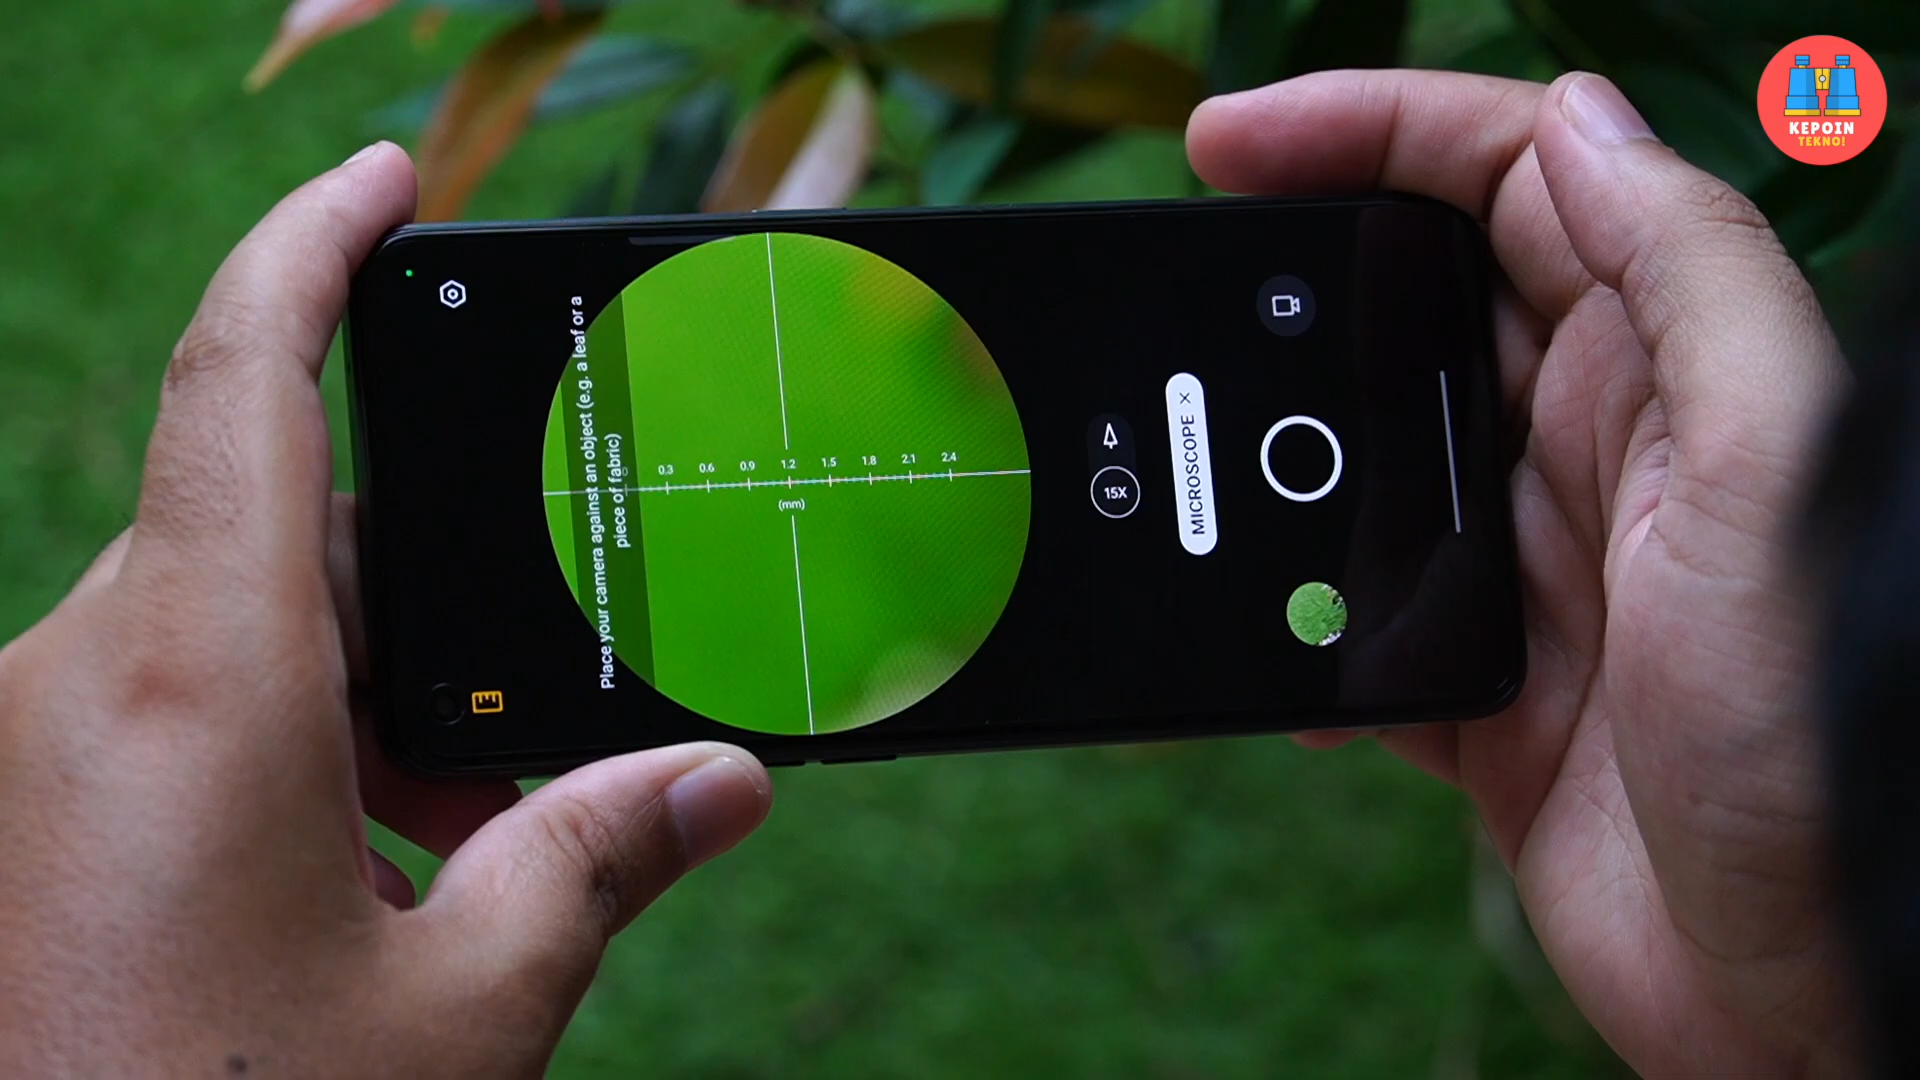 KEPOIN
TEKNO!
Place your camera against an object (e.g. a leaf or a
piece of fabric)
0.3 0.6 0.9 1.2 1.5 1.8 2.1 2.4
(mm)
15X
MICROSCOPE X